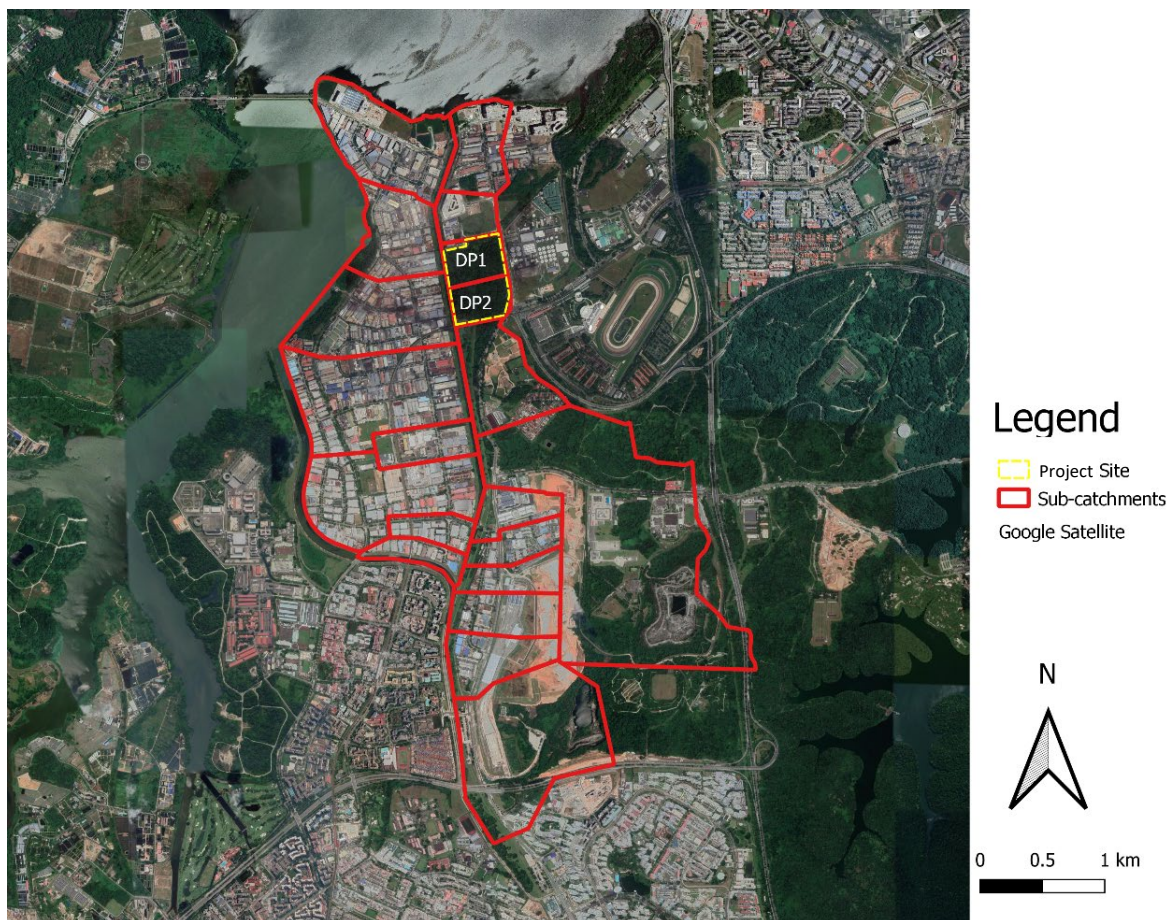 DP1
DP2
Legend
Project Site
Sub-catchments
Google Satellite
N
0 0.5 1 km